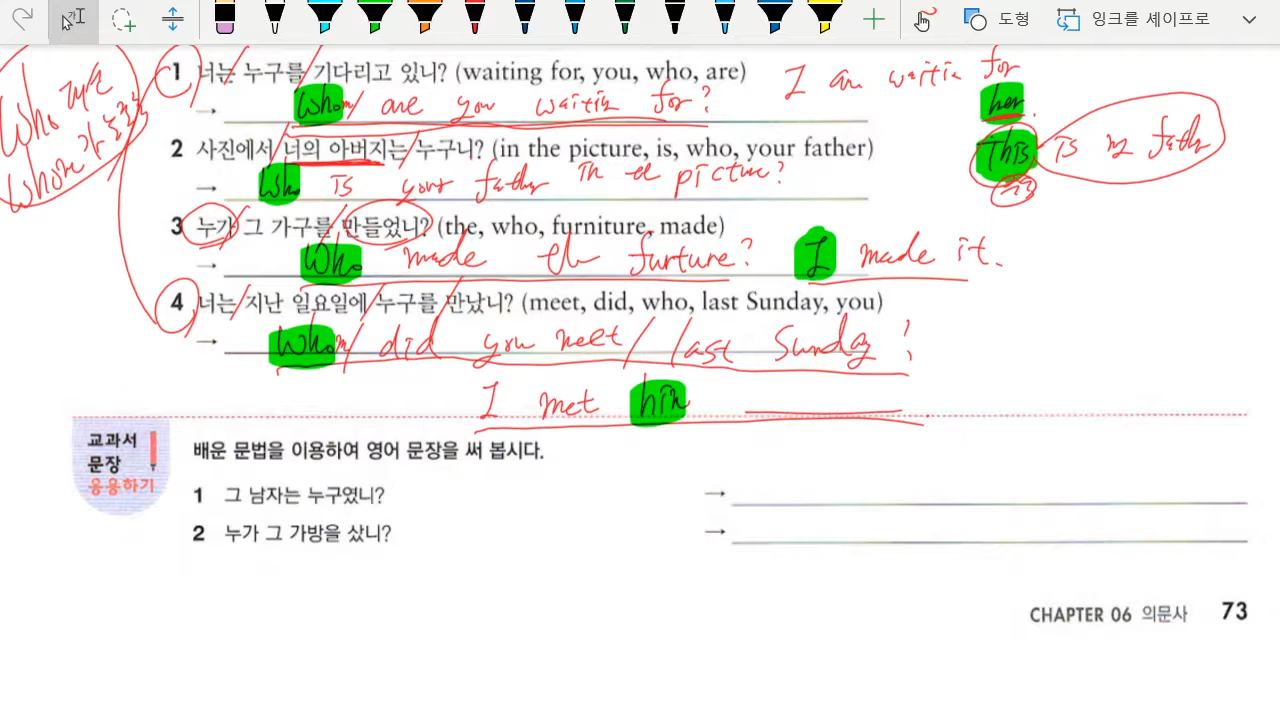 도형
잉크를 셰이프로
1 너는 누구를 기다리고 있니? (waiting for, you, who, are)
I am waitin for
her.
→ Whom are you waitin for?
who 계속
whom 가능
2 사진에서 너의 아버지는 누구니? (in the picture, is, who, your father)
This is my father
→ Who is your father in the picture?
3 누가 그 가구를 만들었니? (the, who, furniture, made)
→ Who made the furture? I made it.
4 너는 지난 일요일에 누구를 만났니? (meet, did, who, last Sunday, you)
→ Whom did you meet last Sunday?
I met him
교과서
문장
응용하기
배운 문법을 이용하여 영어 문장을 써 봅시다.
1 그 남자는 누구였니? →
2 누가 그 가방을 샀니? →
CHAPTER 06 의문사 73